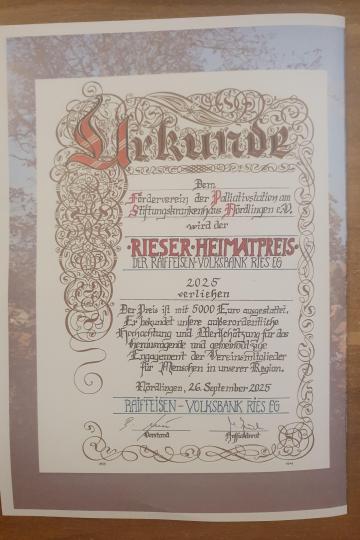 Urkunde
Dem
Förderverein der Palliativstation am
Stiftungskrankenhaus Nördlingen e.V.
wird der
·RIESER·HEIMATPREIS·
DER RAIFFEISEN-VOLKSBANK RIES EG
2025
verliehen
Der Preis ist mit 5000 Euro ausgestattet.
Er bekundet unsere außerordentliche
Hochachtung und Wertschätzung für das
herausragende und gemeinnützige
Engagement der Vereinsmitglieder
für Menschen in unserer Region.
Nördlingen, 26. September 2025
RAIFFEISEN-VOLKSBANK RIES EG
Vorstand Aufsichtsrat